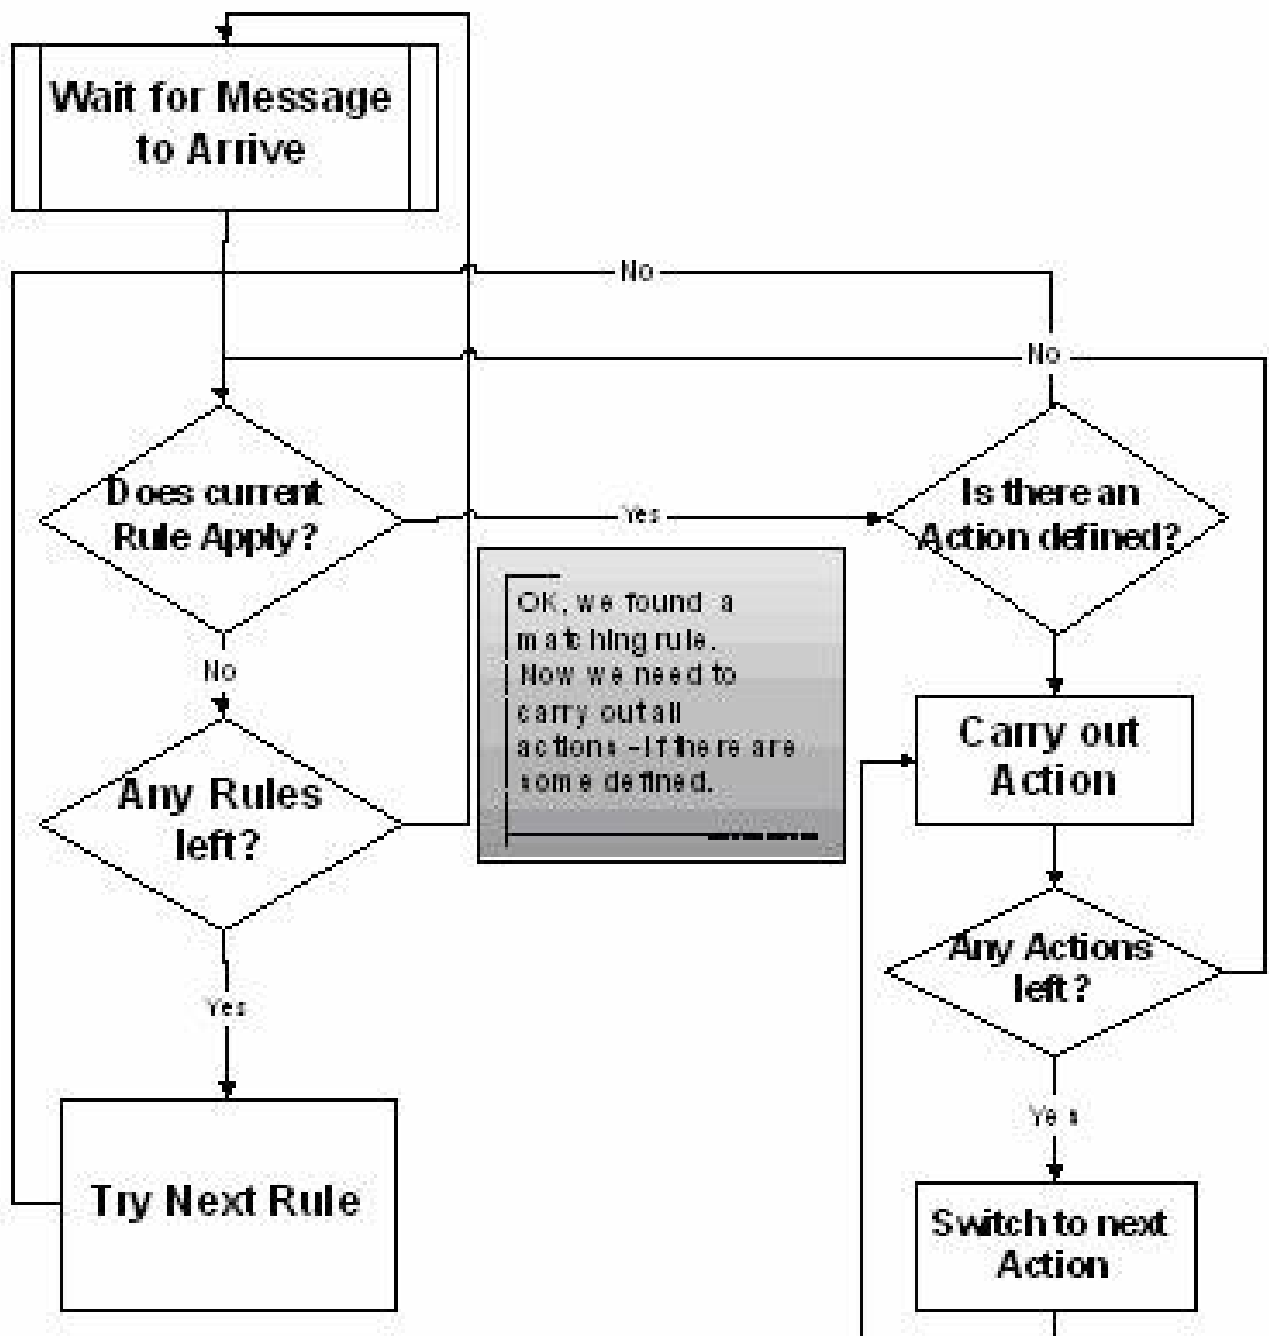 Wait for Message
to Arrive
No
No
Does current
Rule Apply?
Yes
Is there an
Action defined?
OK, we found a
matching rule.
Now we need to
carry out all
actions - if there are
some defined.
No
Carry out
Action
Any Rules
left?
Any Actions
left?
Yes
Yes
Try Next Rule
Switch to next
Action